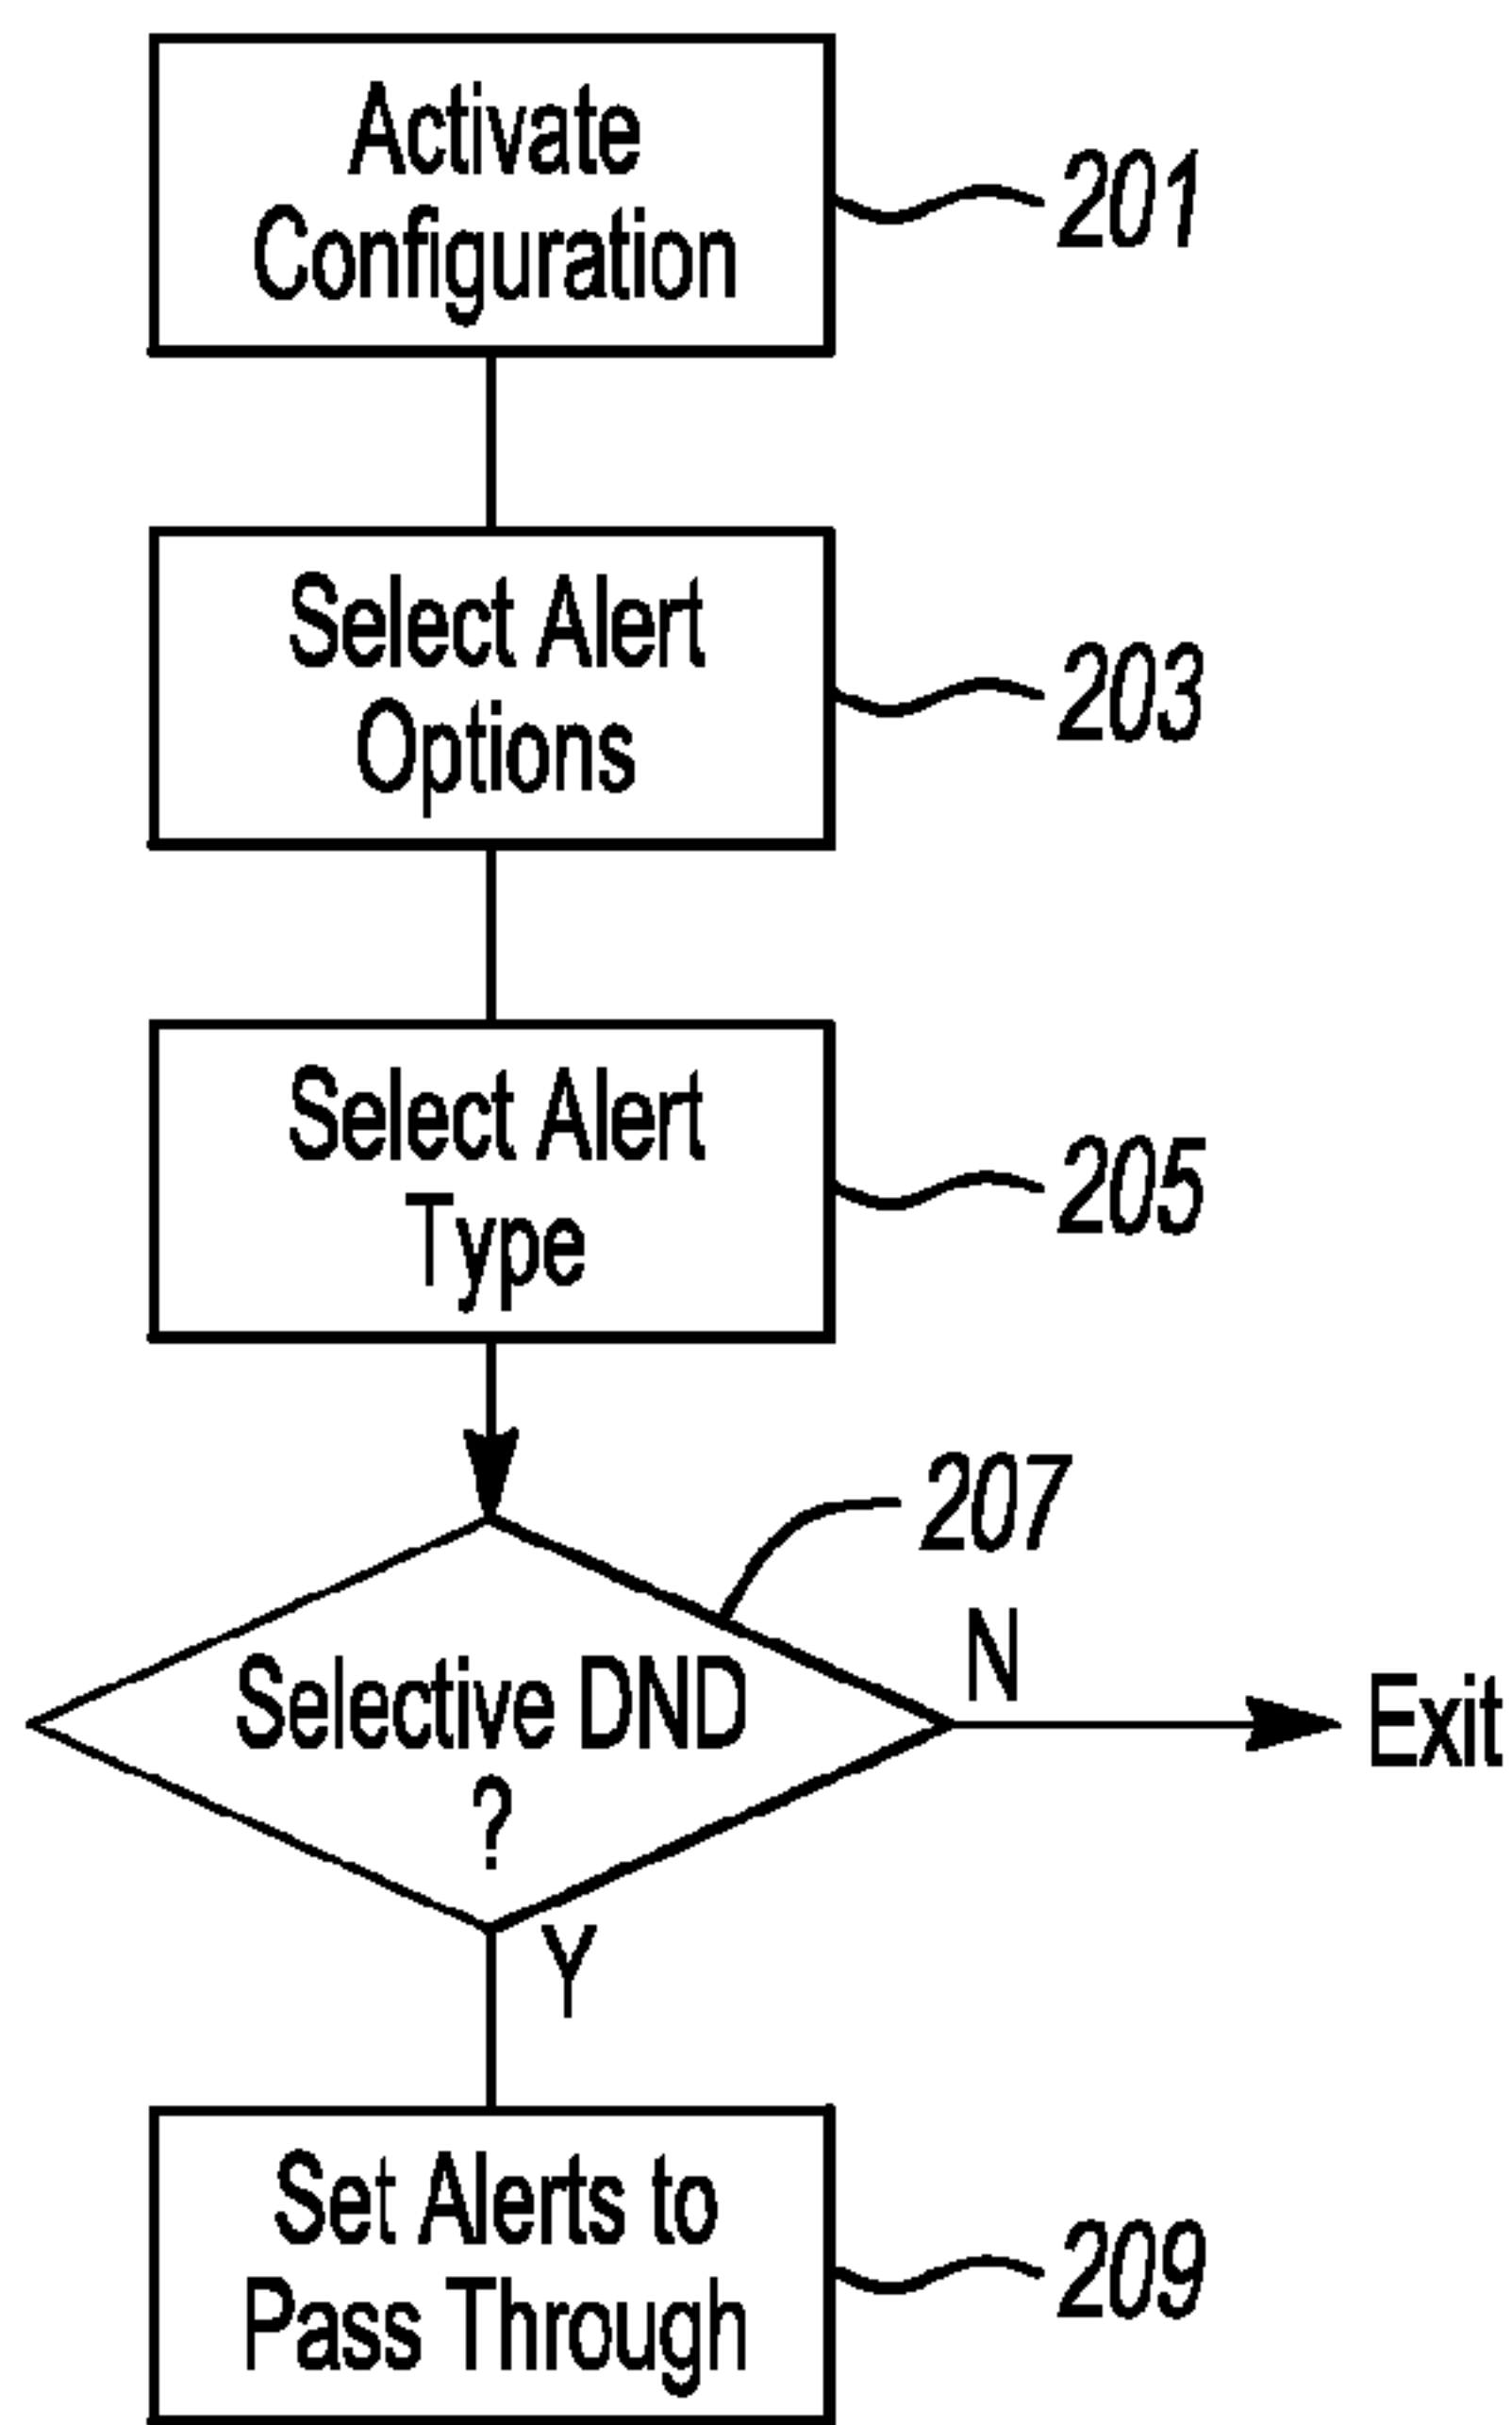 Activate
Configuration
201
Select Alert
Options
203
Select Alert
Type
205
207
Selective DND
?
N
Exit
Y
Set Alerts to
Pass Through
209